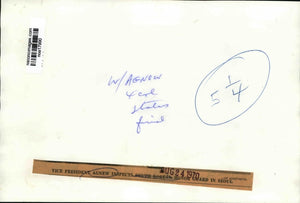 W/AGNEW
4 col
states
final
5 1/4
AUG 24 1970
VICE PRESIDENT AGNEW INSPECTS SOUTH KOREAN HONOR GUARD IN SEOUL.